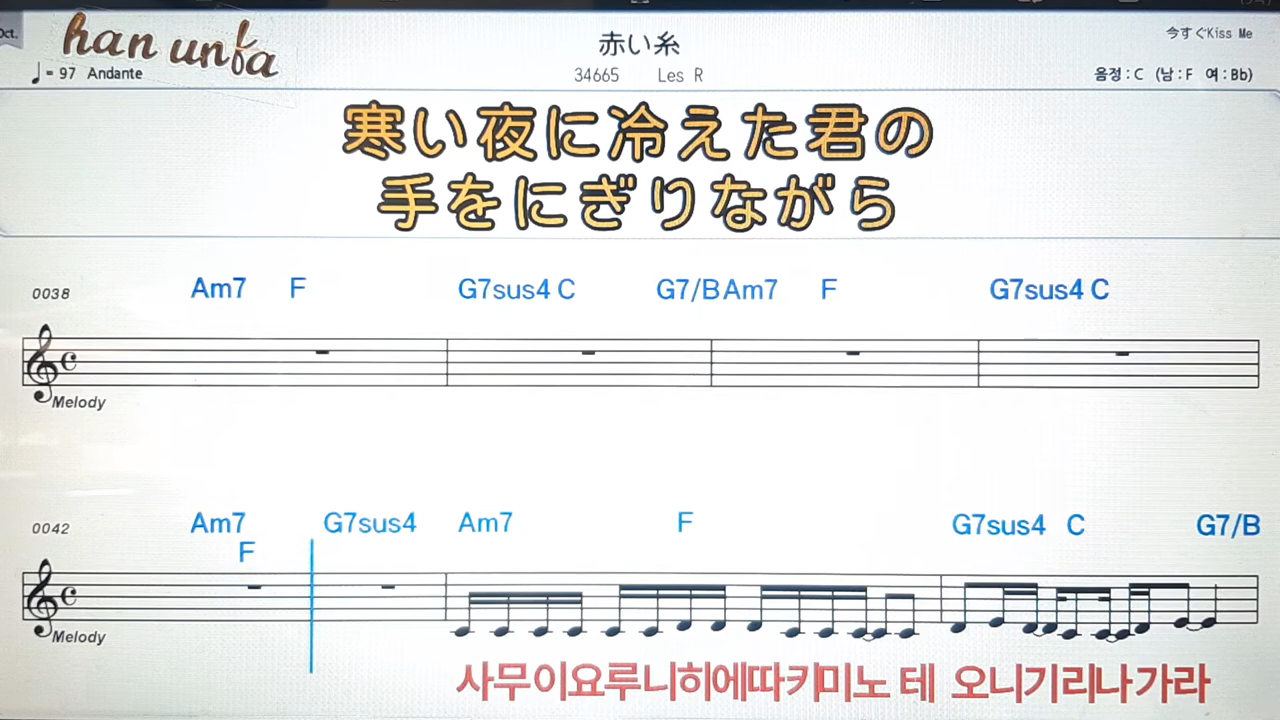 Oct.
han unfa
赤い糸
今すぐKiss Me
♩= 97 Andante
34665 Les R
음정 : C (남 : F 여 : Bb)
寒い夜に冷えた君の
手をにぎりながら
0038 Am7 F G7sus4 C G7/B Am7 F G7sus4 C
Melody
0042 Am7 G7sus4 Am7 F G7sus4 C G7/B
F
Melody
사무이요루니히에따키미노 테 오니기리나가라